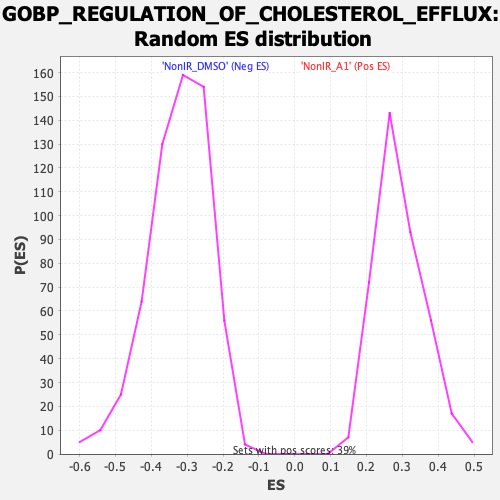 GOBP_REGULATION_OF_CHOLESTEROL_EFFLUX:
Random ES distribution
'NonIR_DMSO' (Neg ES) 'NonIR_A1' (Pos ES)
160
150
140
130
120
110
100
90
80
70
60
50
40
30
20
10
0
P(ES)
Sets with pos scores: 39%
-0.6 -0.5 -0.4 -0.3 -0.2 -0.1 0.0 0.1 0.2 0.3 0.4 0.5
ES